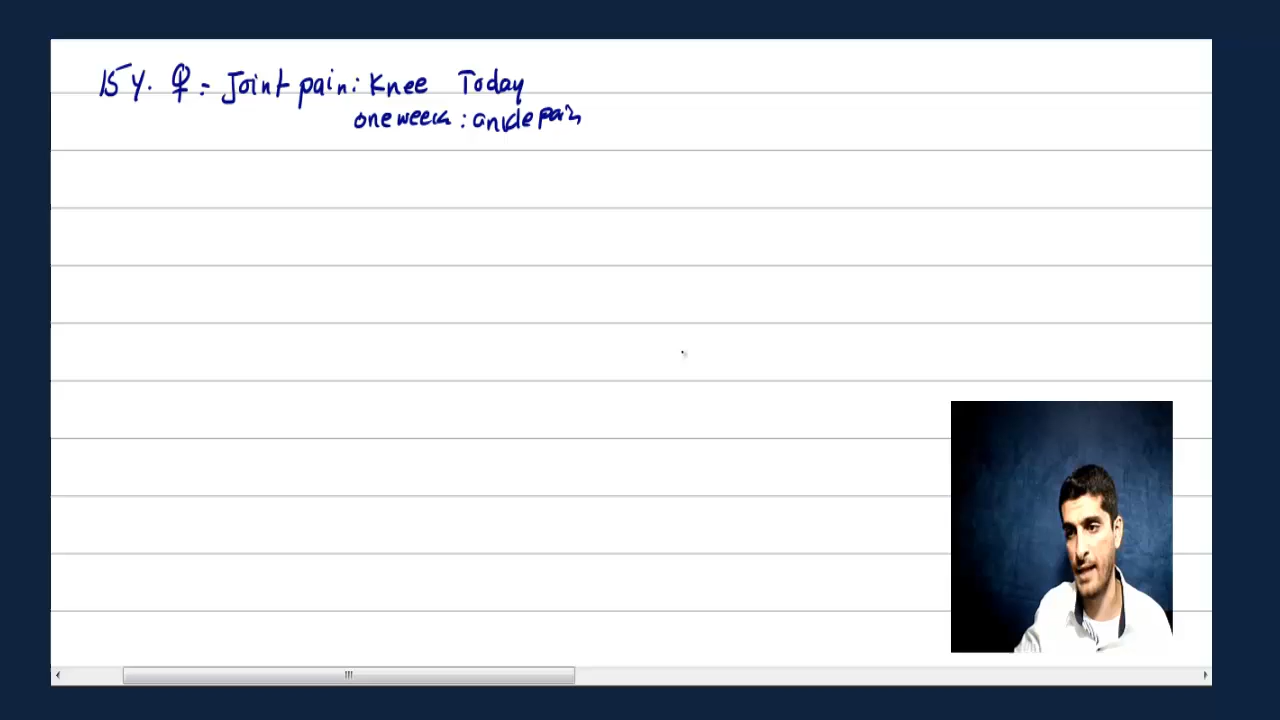 15 Y. ♀ = Joint pain: Knee Today
one week : ankle pain